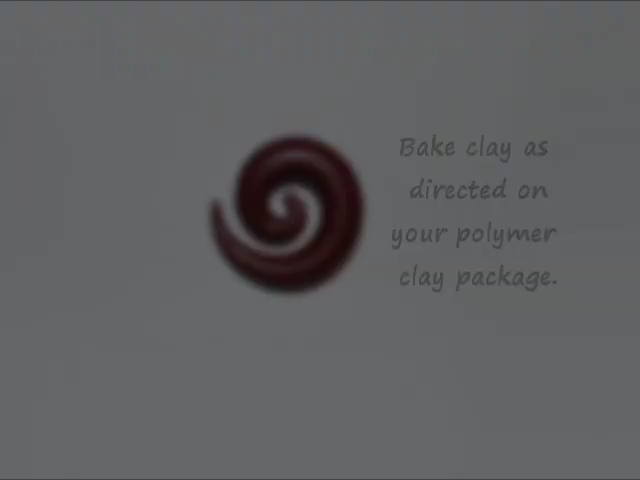 Bake clay as
directed on
your polymer
clay package.